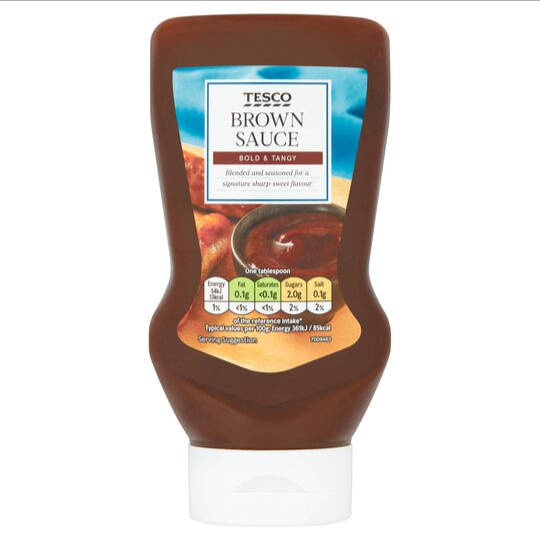 TESCO
BROWN
SAUCE
BOLD & TANGY
Blended and seasoned for a
signature sharp-sweet flavour
One tablespoon
Energy Fat Saturates Sugars Salt
54kJ 0.1g <0.1g 2.0g 0.1g
13kcal
1% <1% <1% 2% 2%
of the reference intake*
Typical values per 100g: Energy 361kJ / 85kcal
Serving Suggestion